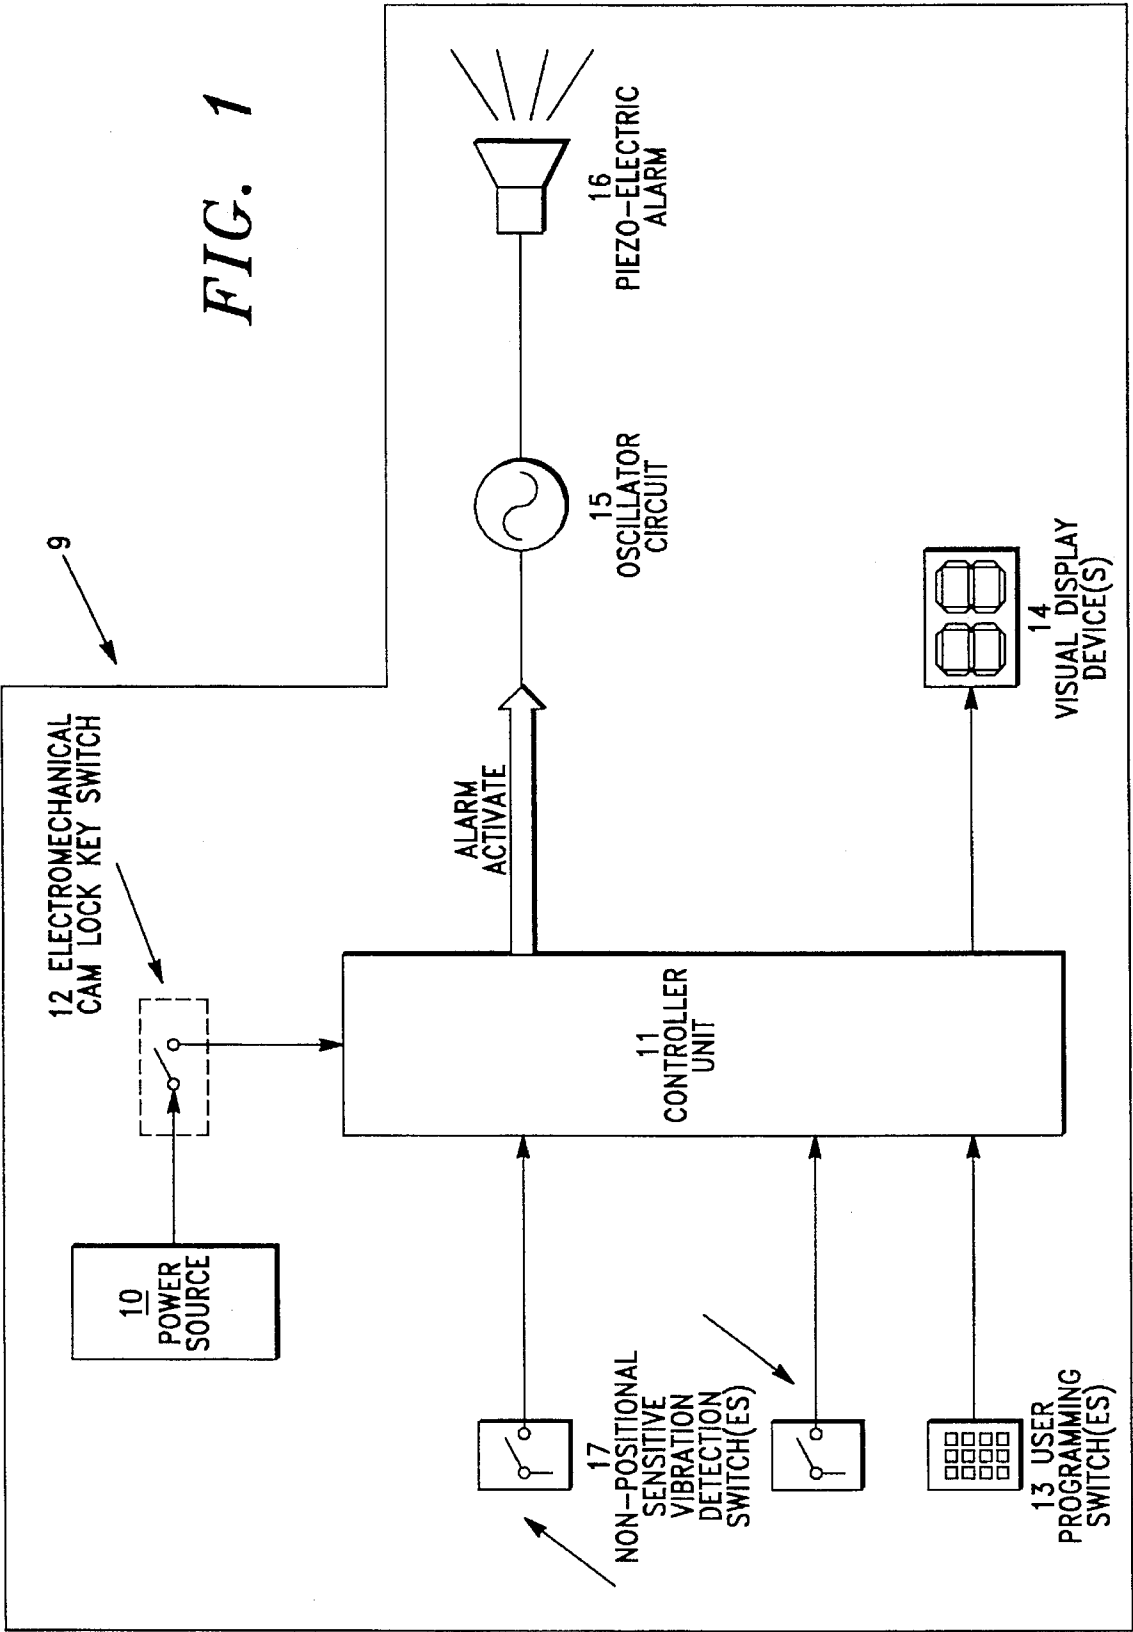 FIG. 1
9
12 ELECTROMECHANICAL
CAM LOCK KEY SWITCH
10
POWER
SOURCE
ALARM
ACTIVATE
15
OSCILLATOR
CIRCUIT
16
PIEZO-ELECTRIC
ALARM
11
CONTROLLER
UNIT
17
NON-POSITIONAL
SENSITIVE
VIBRATION
DETECTION
SWITCH(ES)
13 USER
PROGRAMMING
SWITCH(ES)
14
VISUAL DISPLAY
DEVICE(S)